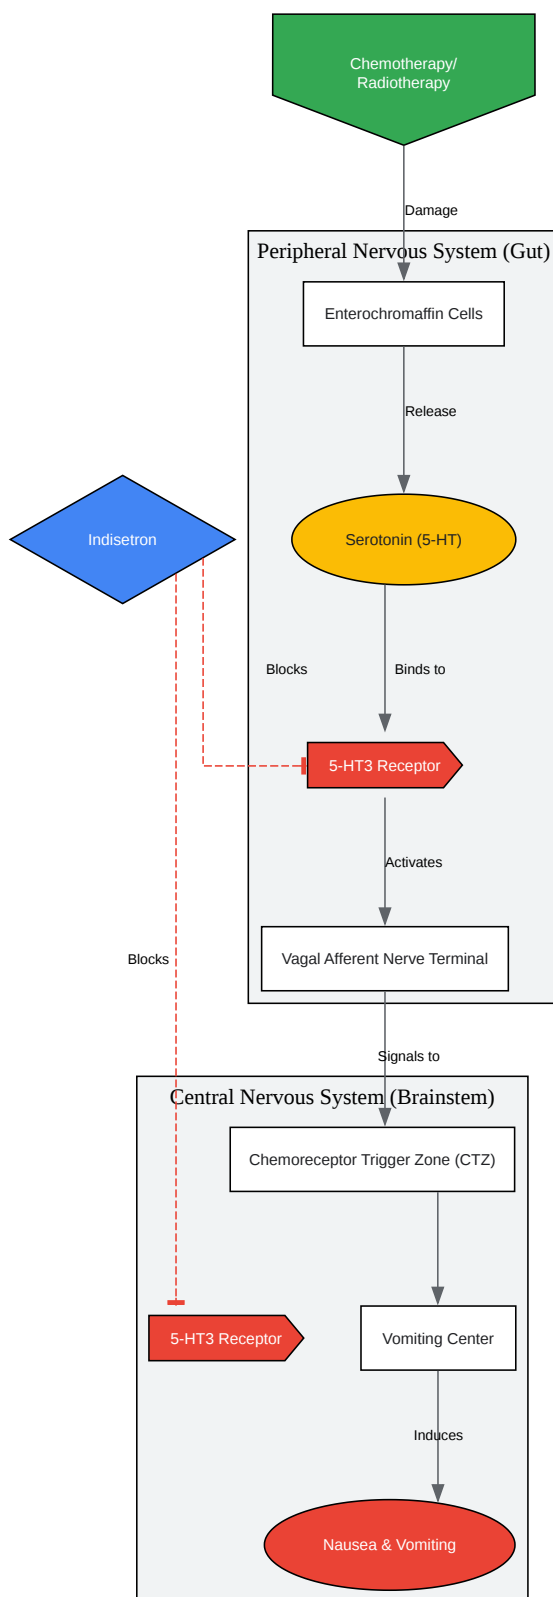 Chemotherapy/
Radiotherapy
Damage
Peripheral Nervous System (Gut)
Enterochromaffin Cells
Release
Indisetron
Serotonin (5-HT)
Blocks
Binds to
5-HT3 Receptor
Activates
Vagal Afferent Nerve Terminal
Blocks
Signals to
Central Nervous System (Brainstem)
Chemoreceptor Trigger Zone (CTZ)
5-HT3 Receptor
Vomiting Center
Induces
Nausea & Vomiting